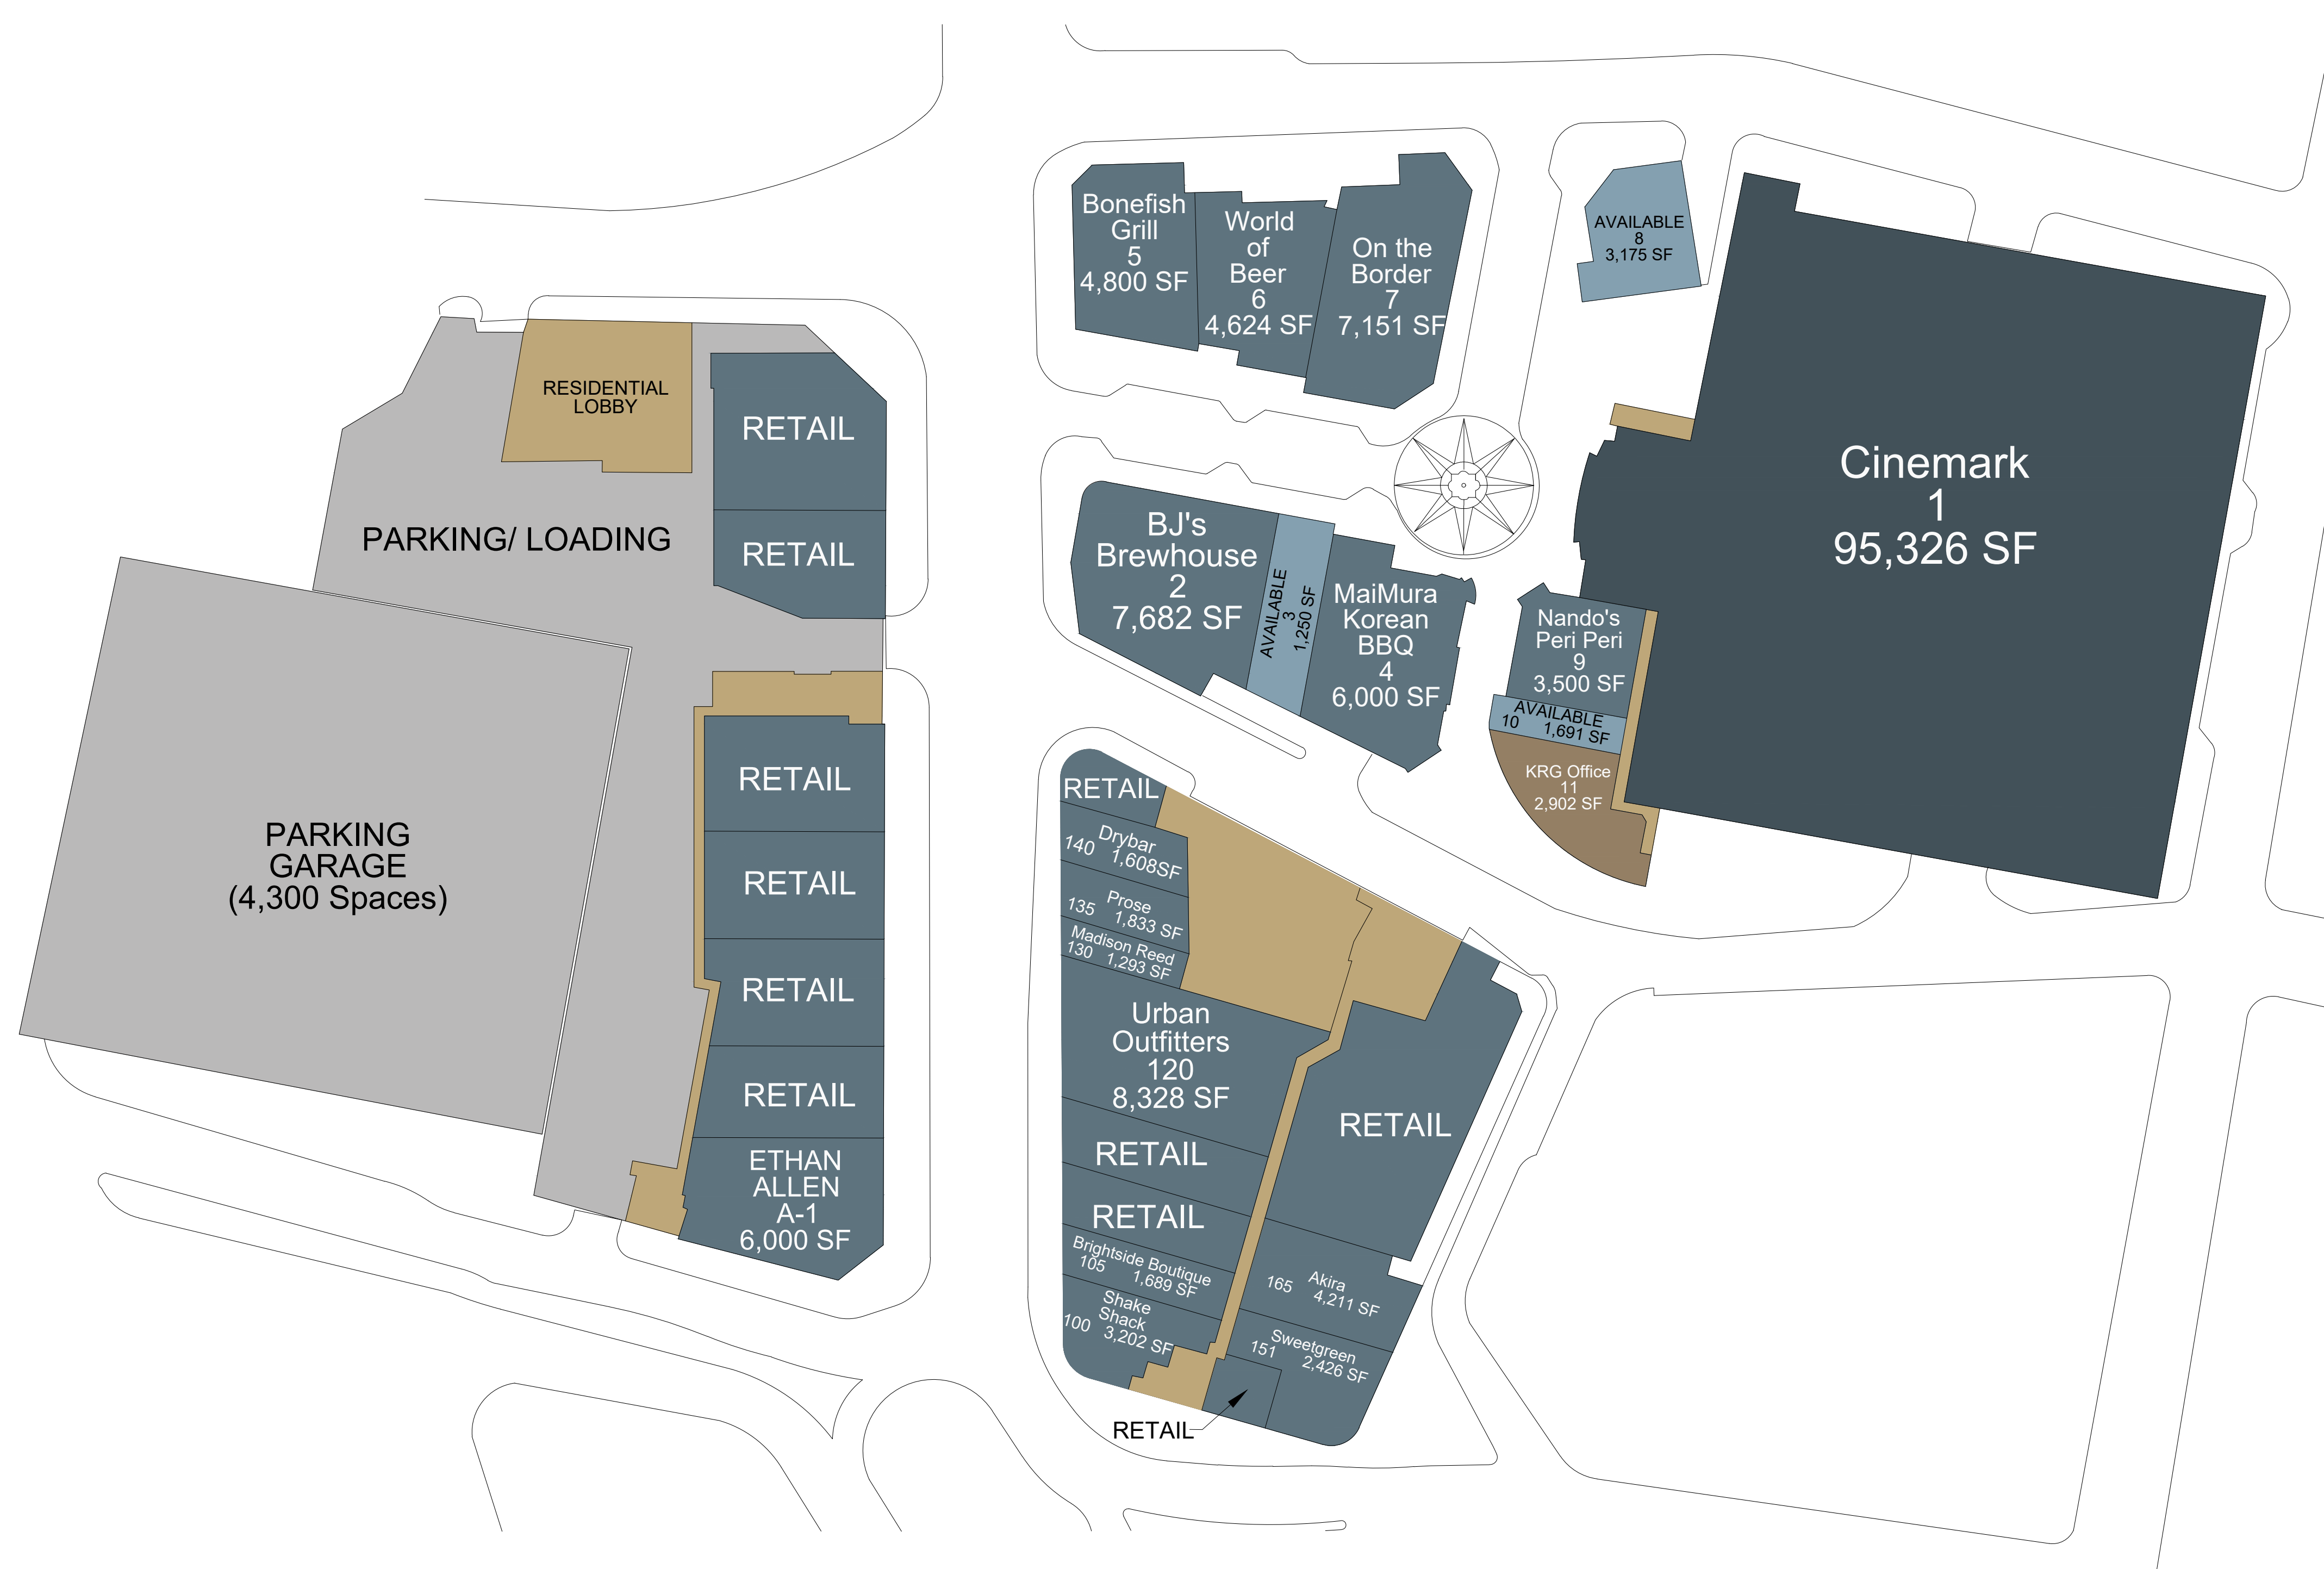 Bonefish
Grill
5
4,800 SF
World
of
Beer
6
4,624 SF
On the
Border
7
7,151 SF
AVAILABLE
8
3,175 SF
Cinemark
1
95,326 SF
RESIDENTIAL
LOBBY
RETAIL
PARKING/ LOADING
RETAIL
BJ's
Brewhouse
2
7,682 SF
AVAILABLE
3
1,250 SF
MaiMura
Korean
BBQ
4
6,000 SF
Nando's
Peri Peri
9
3,500 SF
AVAILABLE
10 1,691 SF
KRG Office
11
2,902 SF
PARKING
GARAGE
(4,300 Spaces)
RETAIL
RETAIL
RETAIL
RETAIL
ETHAN
ALLEN
A-1
6,000 SF
RETAIL
Drybar
140 1,608SF
Prose
135 1,833 SF
Madison Reed
130 1,293 SF
Urban
Outfitters
120
8,328 SF
RETAIL
RETAIL
RETAIL
Brightside Boutique
105 1,689 SF
Shake
Shack
100 3,202 SF
Akira
165 4,211 SF
Sweetgreen
151 2,426 SF
RETAIL